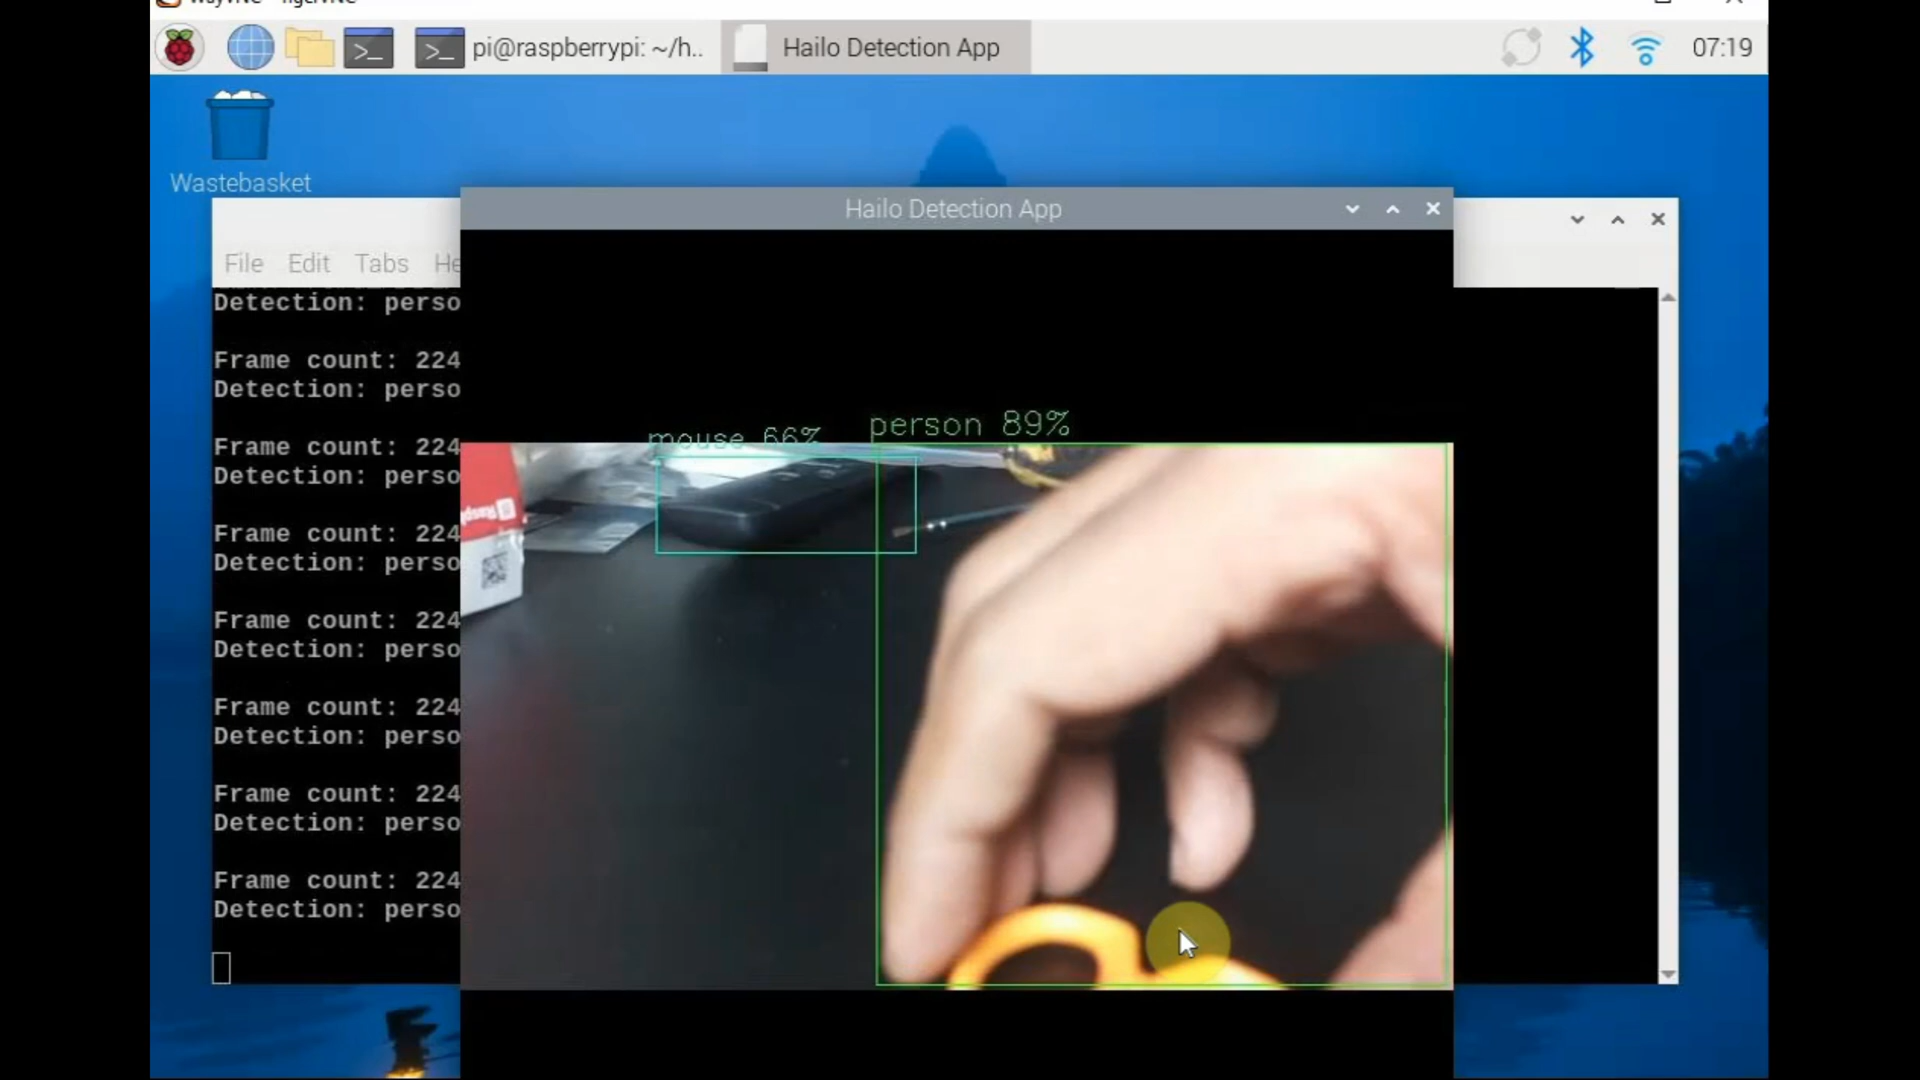 pi@raspberrypi: ~/h..
Hailo Detection App
07:19
Wastebasket
Hailo Detection App
File Edit Tabs He
Detection: perso
Frame count: 224
Detection: perso
Frame count: 224
Detection: perso
Frame count: 224
Detection: perso
Frame count: 224
Detection: perso
Frame count: 224
Detection: perso
Frame count: 224
Detection: perso
Frame count: 224
Detection: perso
mouse 66%
person 89%